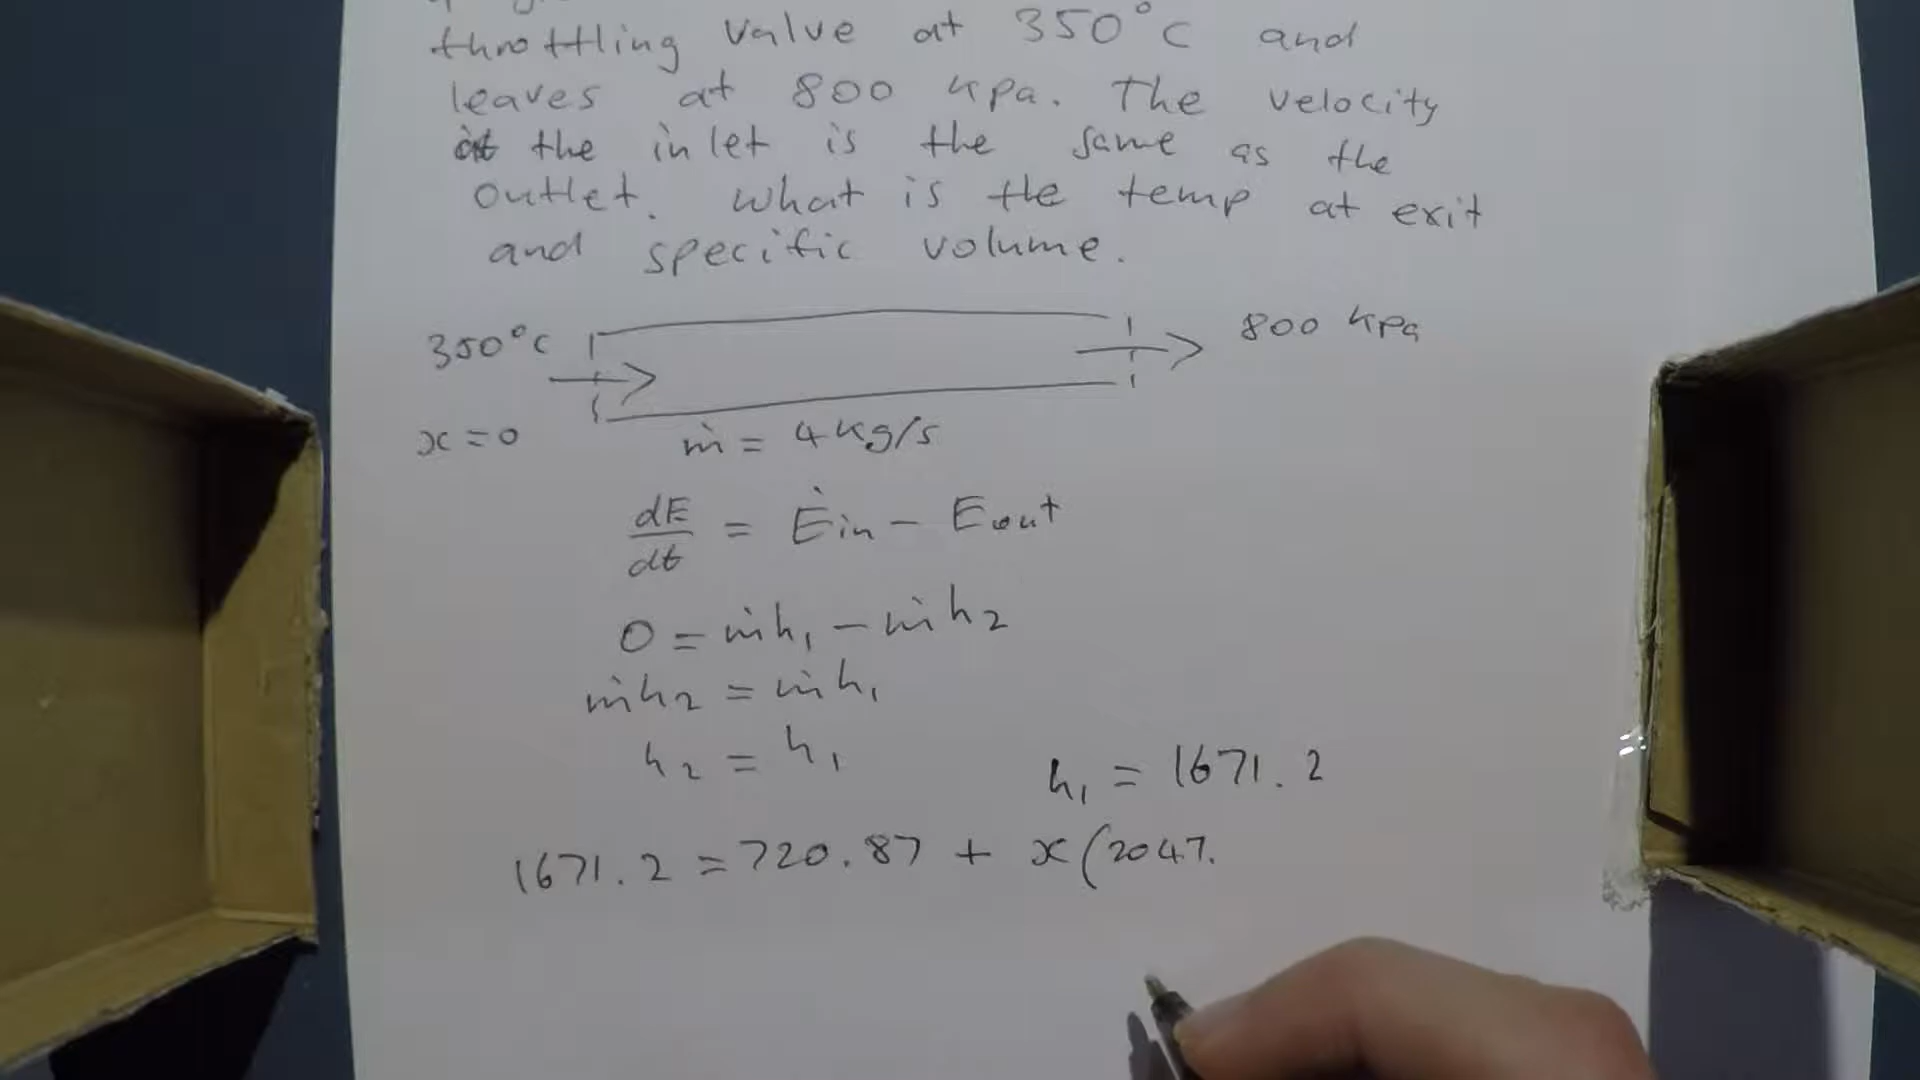 throttling valve at 350°C and
leaves at 800 kpa. The velocity
at the inlet is the same as the
outlet. What is the temp at exit
and specific volume.
350°C
800 kpa
x = 0
ṁ = 4kg/s
dE/dt = Ėin - Eout
0 = ṁh₁ - ṁh₂
ṁh₂ = ṁh₁
h₂ = h₁
h₁ = 1671.2
1671.2 = 720.87 + x(2047.